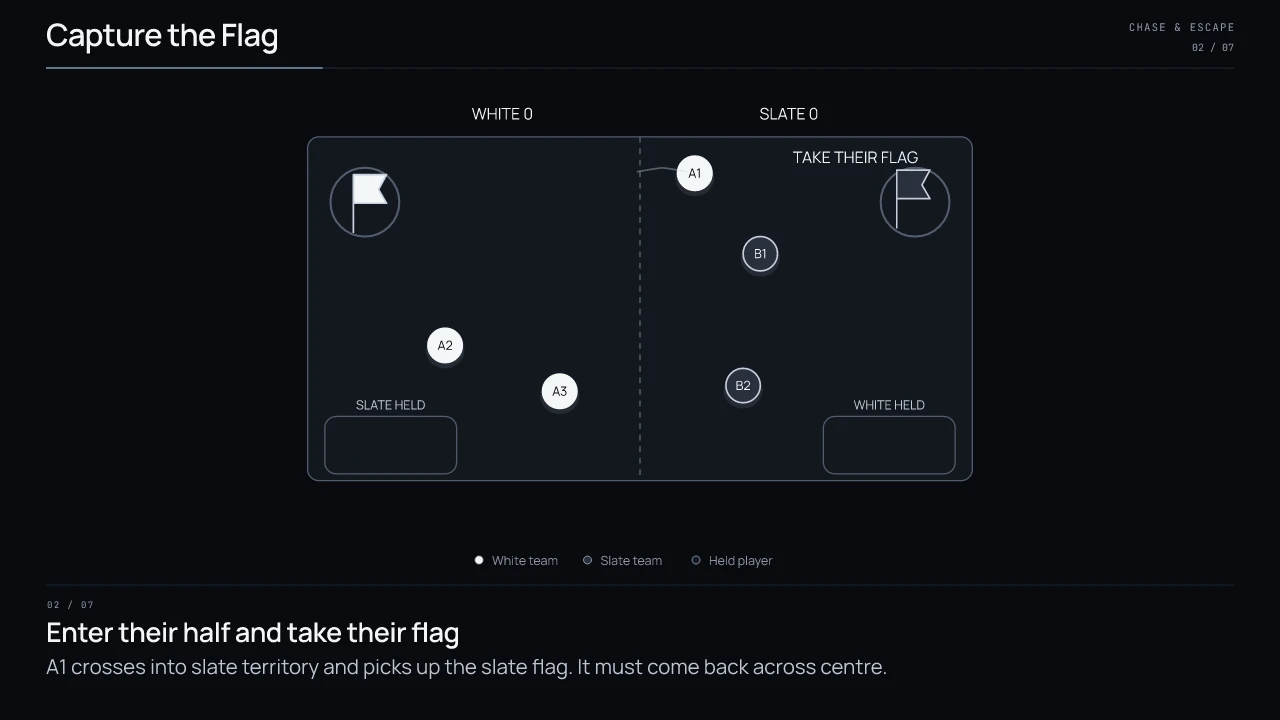 Capture the Flag
CHASE & ESCAPE
02 / 07
WHITE 0
SLATE 0
TAKE THEIR FLAG
A1
B1
A2
A3
B2
SLATE HELD
WHITE HELD
White team
Slate team
Held player
02 / 07
Enter their half and take their flag
A1 crosses into slate territory and picks up the slate flag. It must come back across centre.